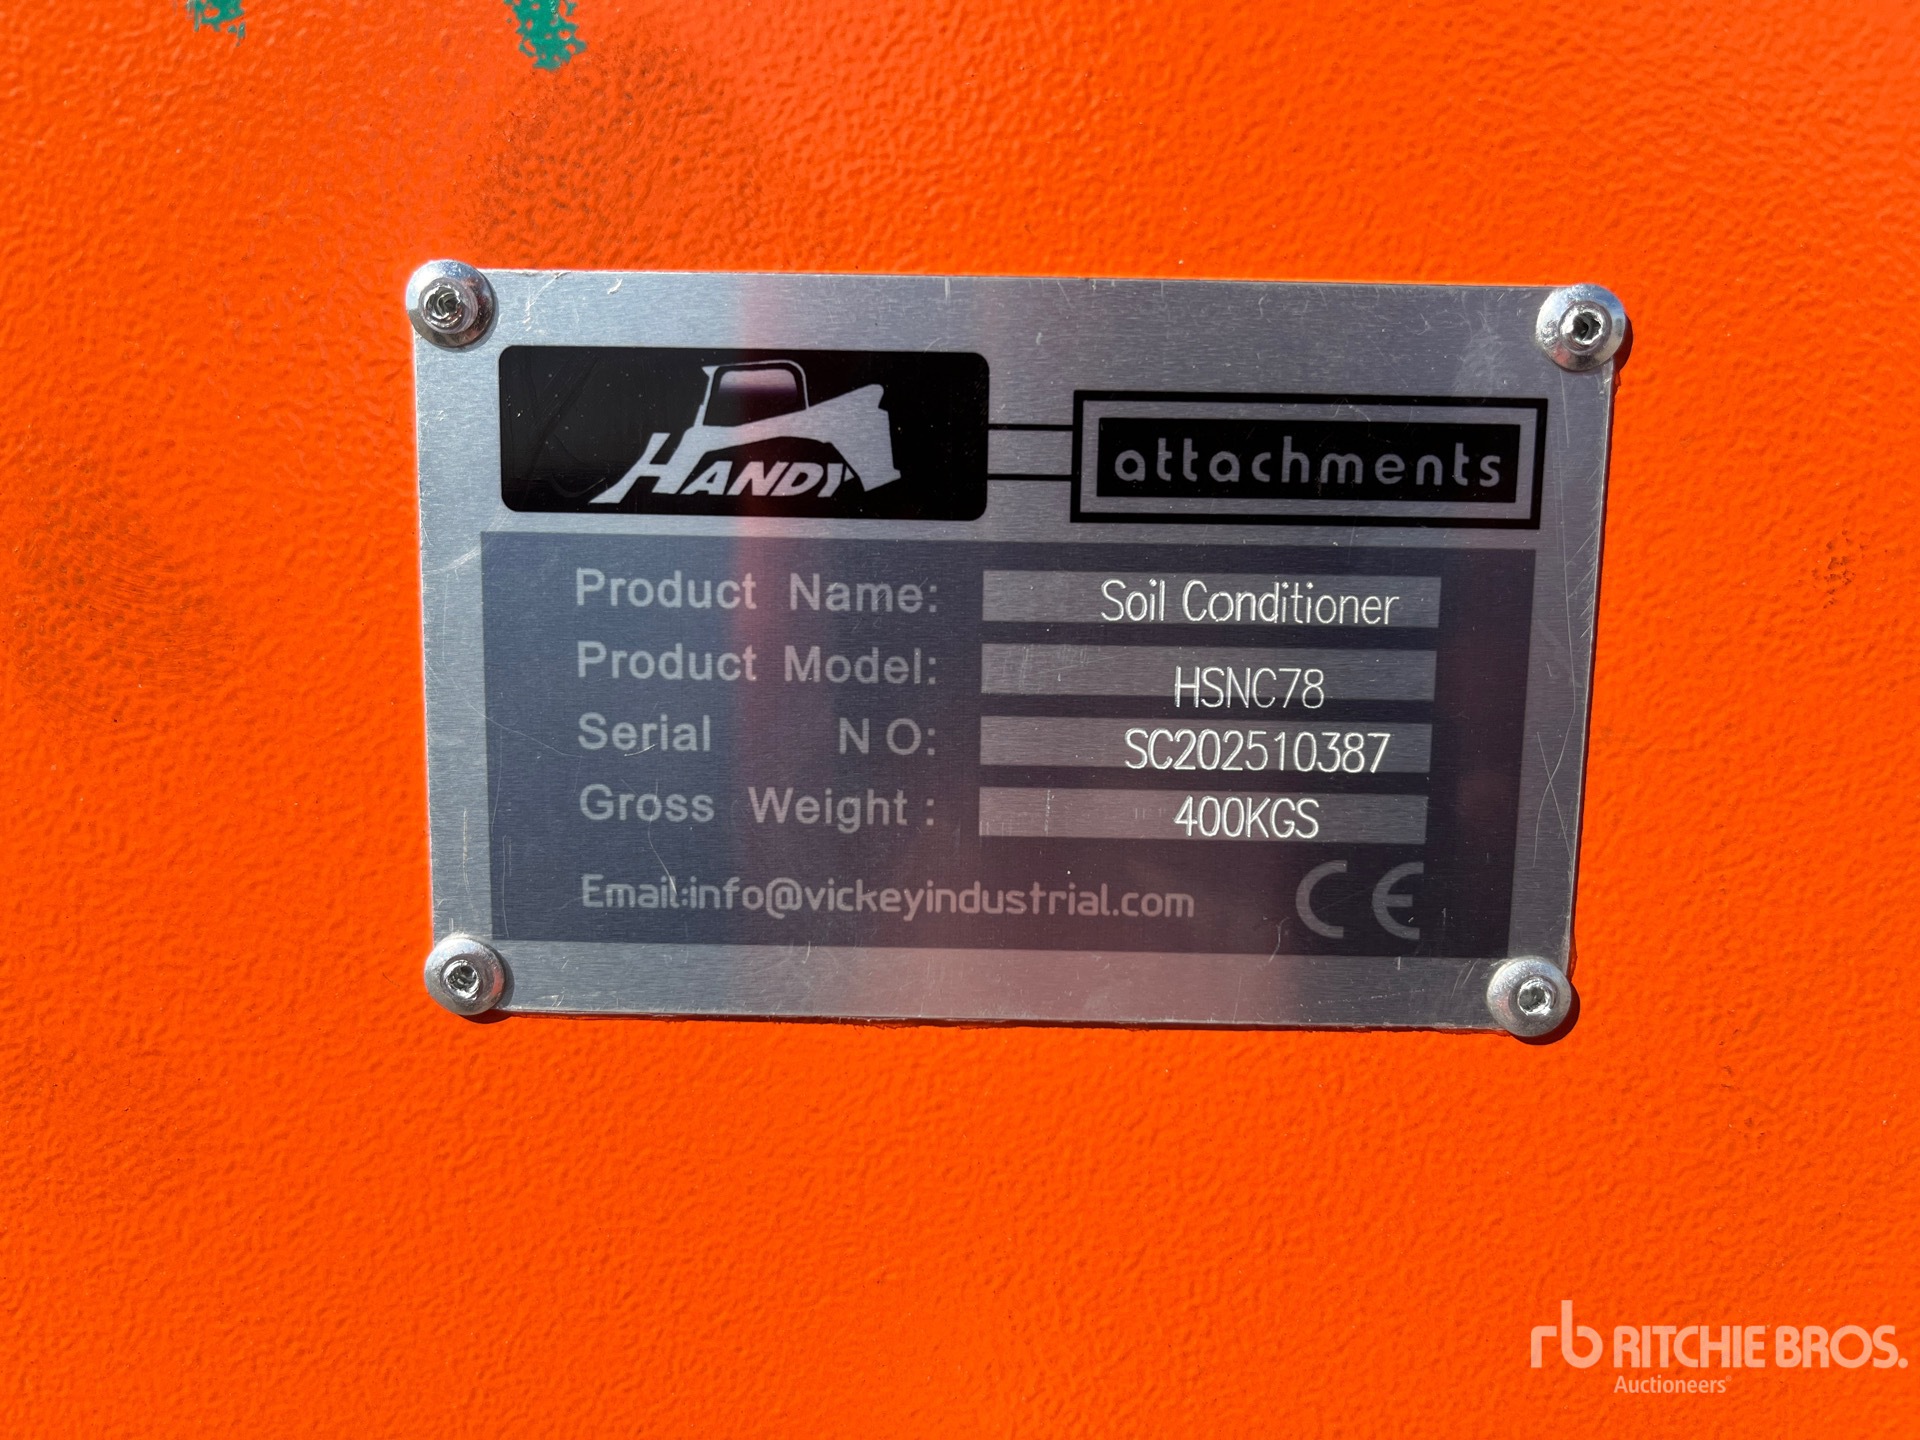 HANDY
attachments
Product Name: Soil Conditioner
Product Model: HSNC78
Serial NO: SC202510387
Gross Weight: 400KGS
Email:info@vickeyindustrial.com
CE
rb RITCHIE BROS.
Auctioneers